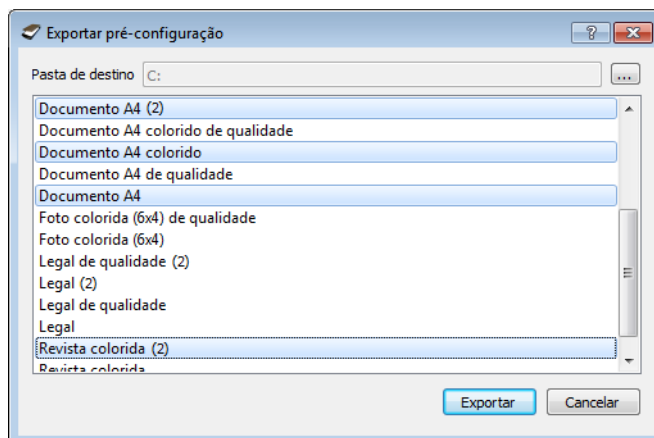 Exportar pré-configuração
Pasta de destino C:
...
Documento A4 (2)
Documento A4 colorido de qualidade
Documento A4 colorido
Documento A4 de qualidade
Documento A4
Foto colorida (6x4) de qualidade
Foto colorida (6x4)
Legal de qualidade (2)
Legal (2)
Legal de qualidade
Legal
Revista colorida (2)
Revista colorida
Exportar Cancelar